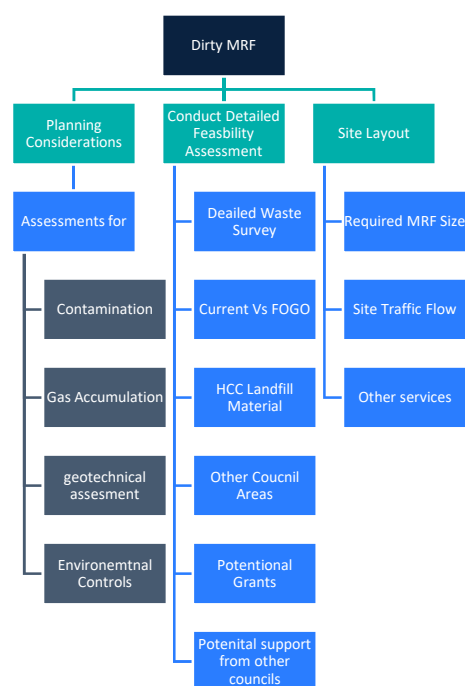 Dirty MRF
Planning
Considerations
Conduct Detailed
Feasbility
Assessment
Site Layout
Assessments for
Contamination
Gas Accumulation
geotechnical
assesment
Environemtnal
Controls
Deailed Waste
Survey
Current Vs FOGO
HCC Landfill
Material
Other Coucnil
Areas
Potentional
Grants
Potenital support
from other
councils
Required MRF Size
Site Traffic Flow
Other services